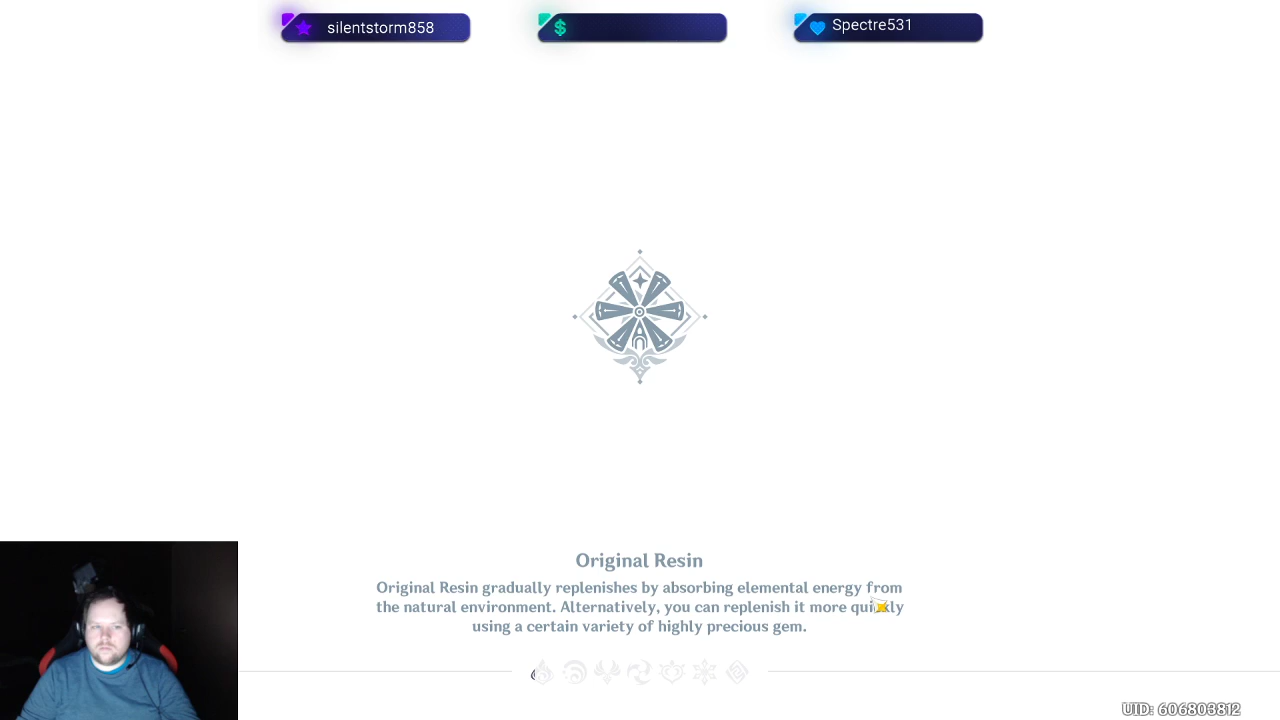 silentstorm858
$
Spectre531
Original Resin
Original Resin gradually replenishes by absorbing elemental energy from
the natural environment. Alternatively, you can replenish it more quickly
using a certain variety of highly precious gem.
UID: 606803812